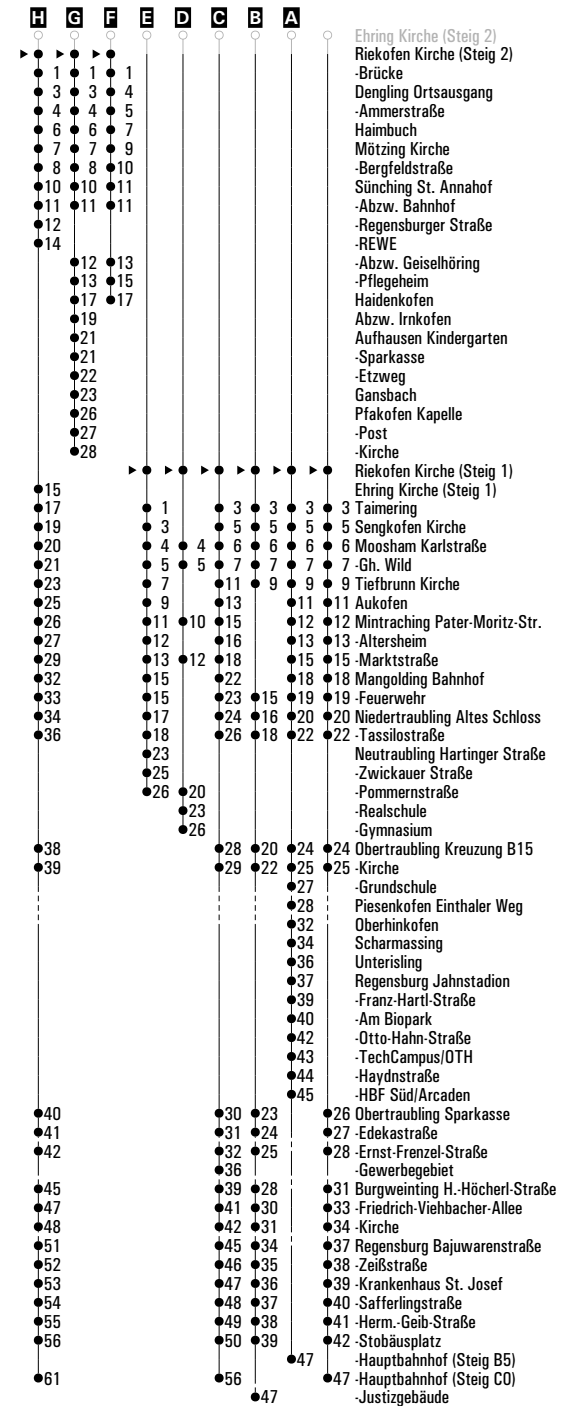 H G F E D C B A
Ehring Kirche (Steig 2)
Riekofen Kirche (Steig 2)
1 1 1 -Brücke
3 3 4 Dengling Ortsausgang
4 4 5 -Ammerstraße
6 6 7 Haimbuch
7 7 9 Mötzing Kirche
8 8 10 -Bergfeldstraße
10 10 11 Sünching St. Annahof
11 11 11 -Abzw. Bahnhof
12 -Regensburger Straße
14 -REWE
12 13 -Abzw. Geiselhöring
13 15 -Pflegeheim
17 17 Haidenkofen
19 Abzw. Irnkofen
21 Aufhausen Kindergarten
21 -Sparkasse
22 -Etzweg
23 Gansbach
26 Pfakofen Kapelle
27 -Post
28 -Kirche
Riekofen Kirche (Steig 1)
15 Ehring Kirche (Steig 1)
17 1 3 3 3 3 Taimering
19 3 5 5 5 5 Sengkofen Kirche
20 4 4 6 6 6 6 Moosham Karlstraße
21 5 5 7 7 7 7 -Gh. Wild
23 7 11 9 9 9 Tiefbrunn Kirche
25 9 13 11 11 Aukofen
26 11 10 15 12 12 Mintraching Pater-Moritz-Str.
27 12 16 13 13 -Altersheim
29 13 12 18 15 15 -Marktstraße
32 15 22 18 18 Mangolding Bahnhof
33 15 23 15 19 19 -Feuerwehr
34 17 24 16 20 20 Niedertraubling Altes Schloss
36 18 26 18 22 22 -Tassilostraße
23 Neutraubling Hartinger Straße
25 -Zwickauer Straße
26 20 -Pommernstraße
23 -Realschule
26 -Gymnasium
38 28 20 24 24 Obertraubling Kreuzung B15
39 29 22 25 25 -Kirche
27 -Grundschule
28 Piesenkofen Einthaler Weg
32 Oberhinkofen
34 Scharmassing
36 Unterisling
37 Regensburg Jahnstadion
39 -Franz-Hartl-Straße
40 -Am Biopark
42 -Otto-Hahn-Straße
43 -TechCampus/OTH
44 -Haydnstraße
45 -HBF Süd/Arcaden
40 30 23 26 Obertraubling Sparkasse
41 31 24 27 -Edekastraße
42 32 25 28 -Ernst-Frenzel-Straße
36 -Gewerbegebiet
45 39 28 31 Burgweinting H.-Höcherl-Straße
47 41 30 33 -Friedrich-Viehbacher-Allee
48 42 31 34 -Kirche
51 45 34 37 Regensburg Bajuwarenstraße
52 46 35 38 -Zeißstraße
53 47 36 39 -Krankenhaus St. Josef
54 48 37 40 -Safferlingstraße
55 49 38 41 -Herm.-Geib-Straße
56 50 39 42 -Stobäusplatz
47 -Hauptbahnhof (Steig B5)
61 56 47 -Hauptbahnhof (Steig C0)
47 -Justizgebäude